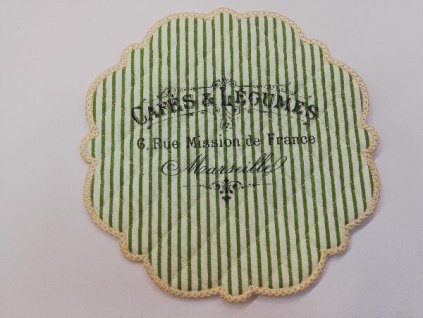 CAFÉS & LÉGUMES
6, Rue Mission de France
Marseille